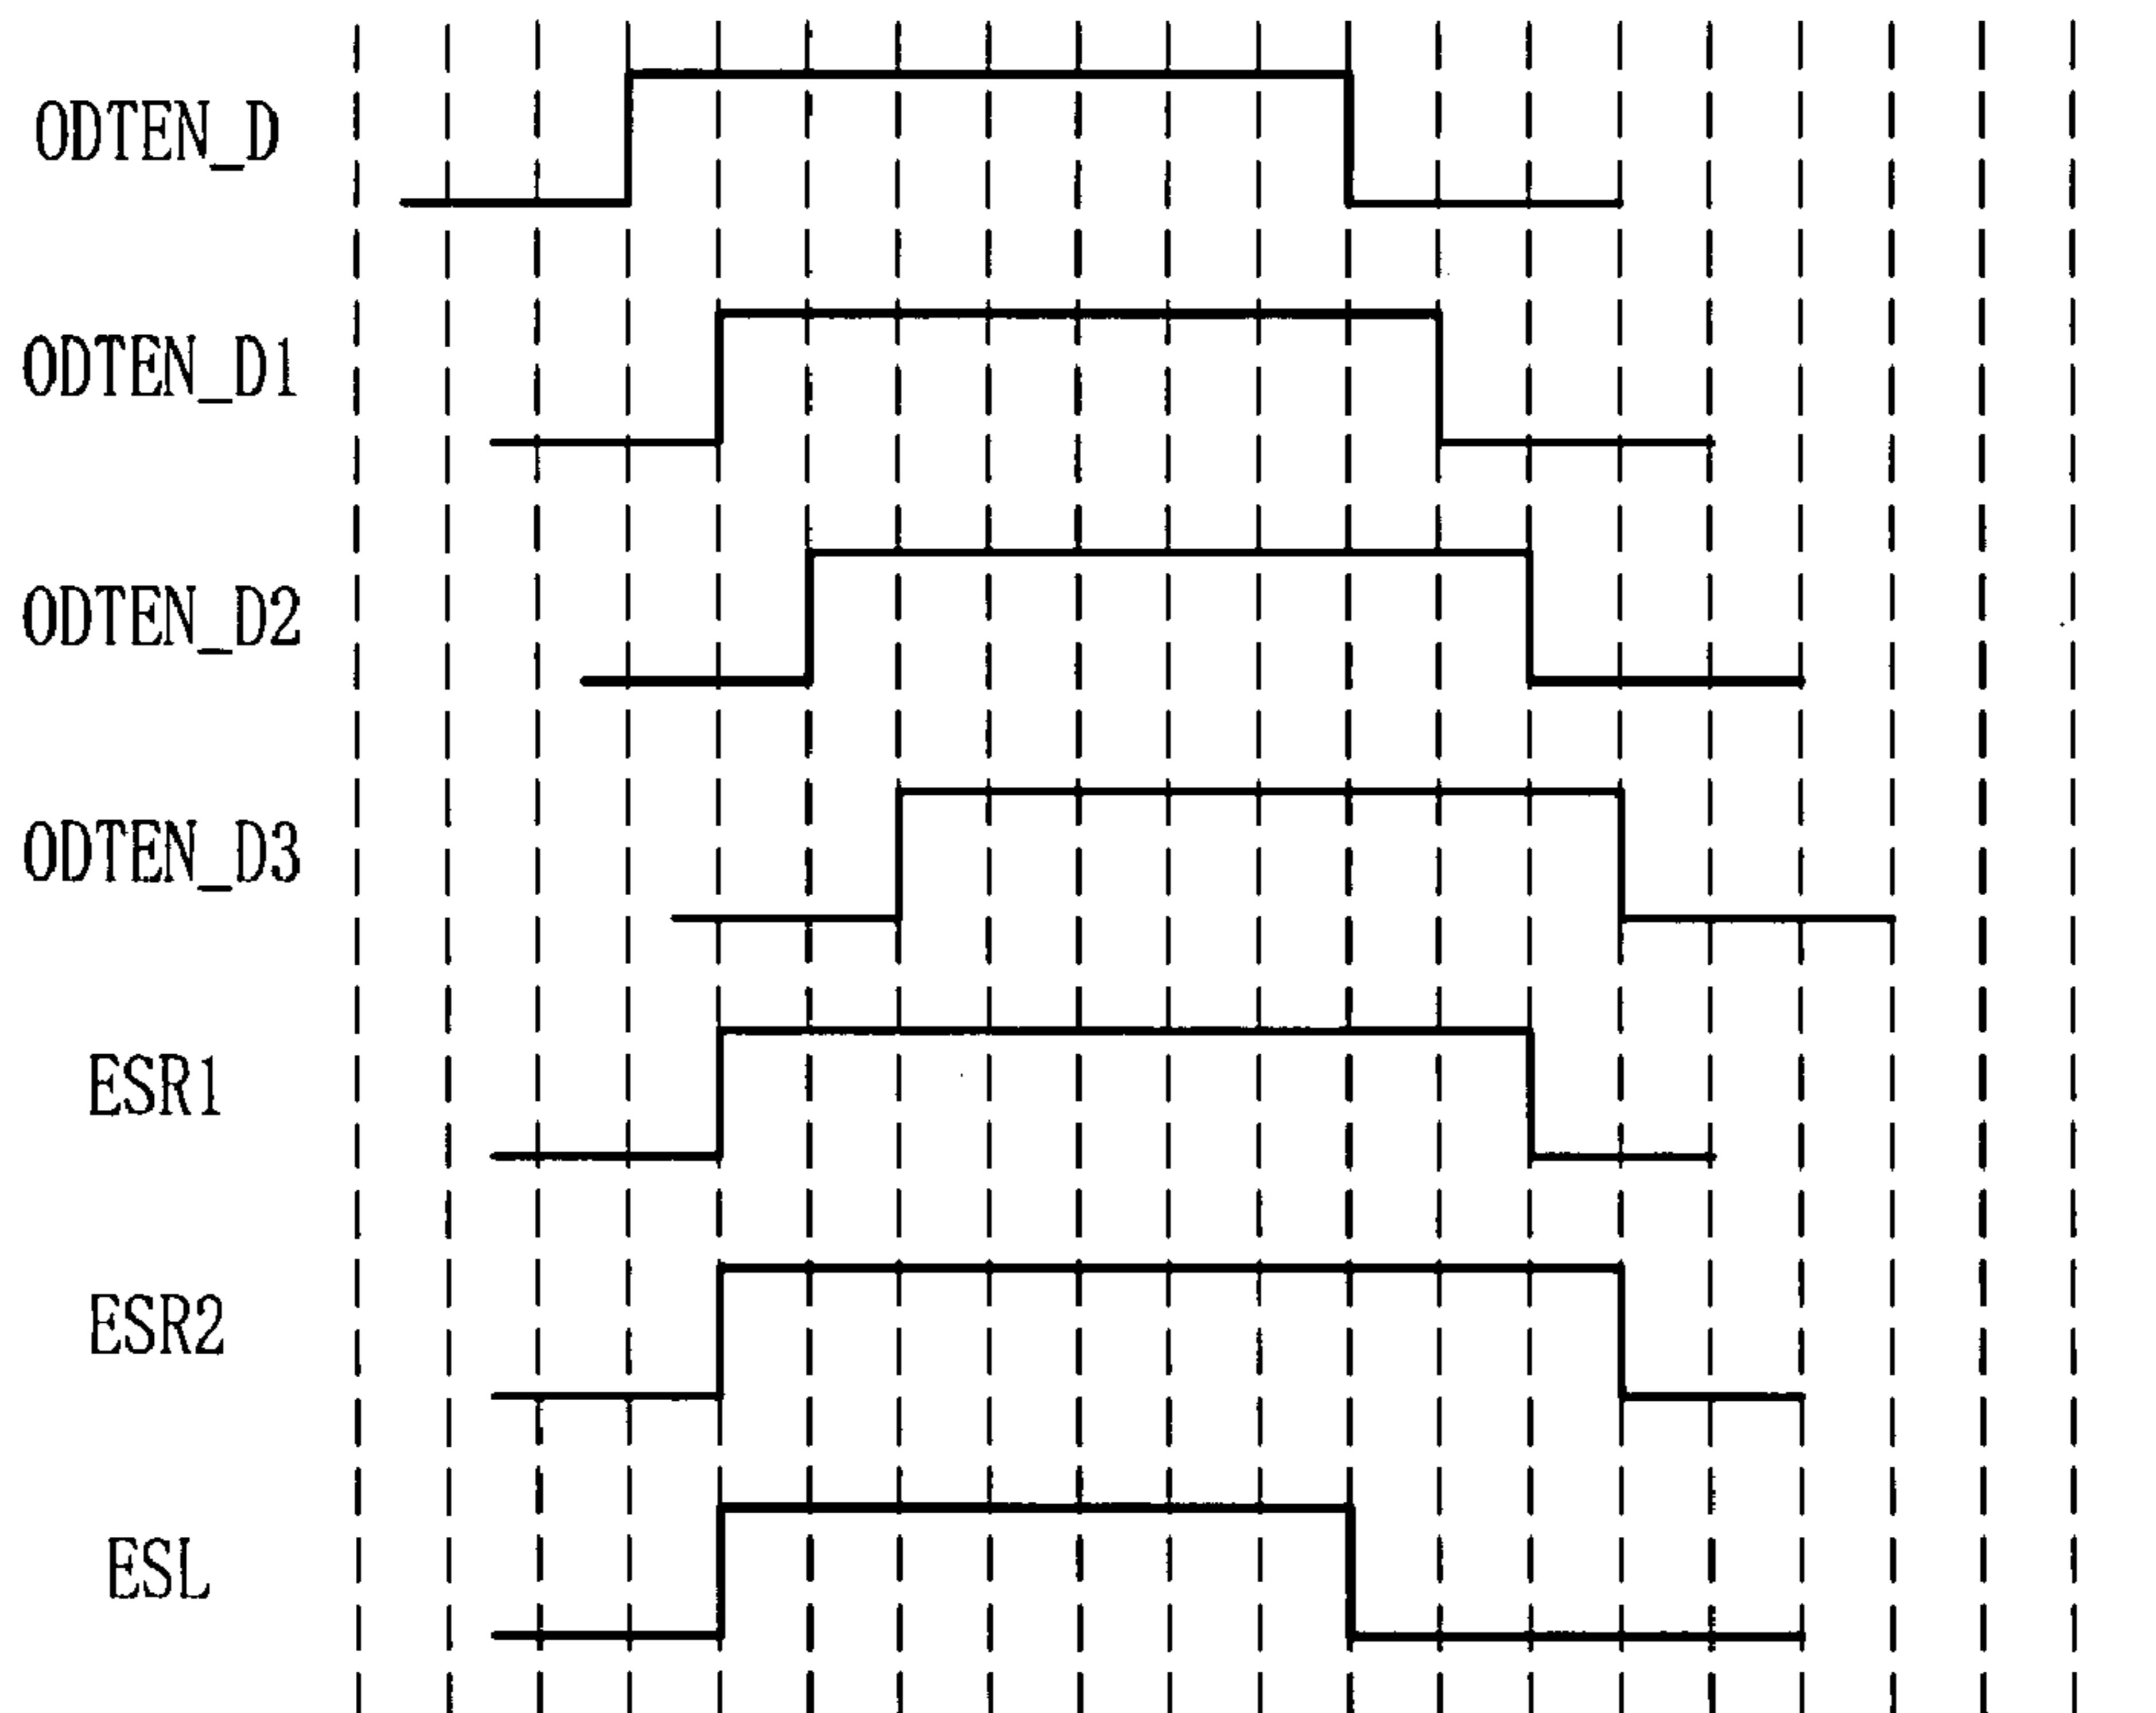 ODTEN_D
ODTEN_D1
ODTEN_D2
ODTEN_D3
ESR1
ESR2
ESL